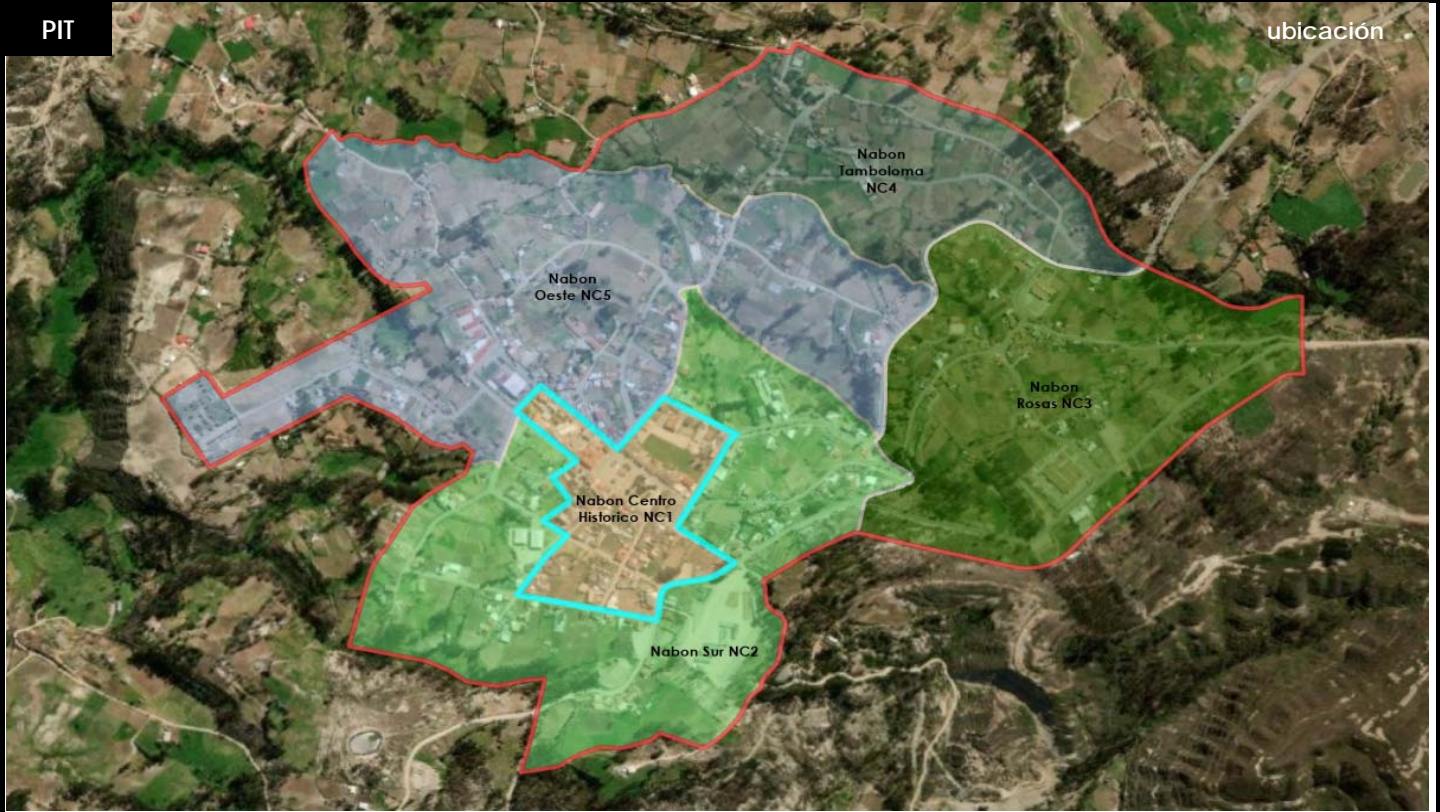 PIT
ubicación
Nabon
Tamboloma
NC4
Nabon
Oeste NC5
Nabon
Rosas NC3
Nabon Centro
Historico NC1
Nabon Sur NC2